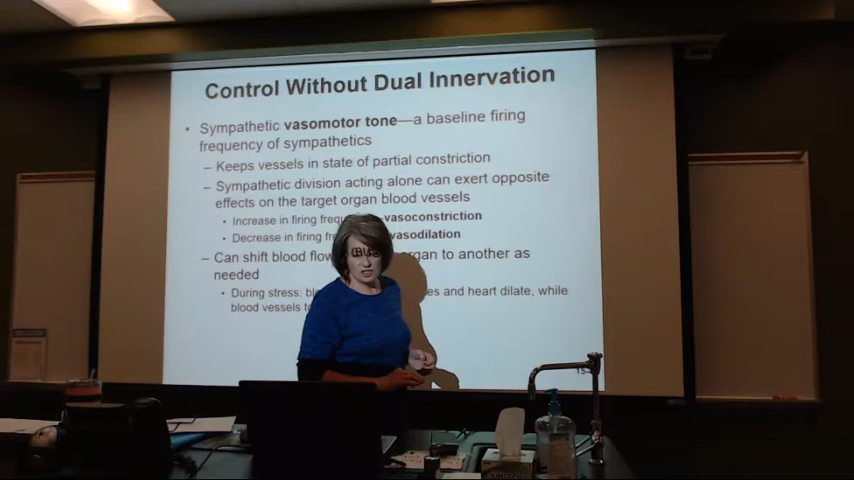 Control Without Dual Innervation
• Sympathetic vasomotor tone—a baseline firing
frequency of sympathetics
– Keeps vessels in state of partial constriction
– Sympathetic division acting alone can exert opposite
effects on the target organ blood vessels
• Increase in firing vasoconstriction
• Decrease in firing vasodilation
– Can shift blood organ to another as
needed
• During stress: and heart dilate, while
blood vessels